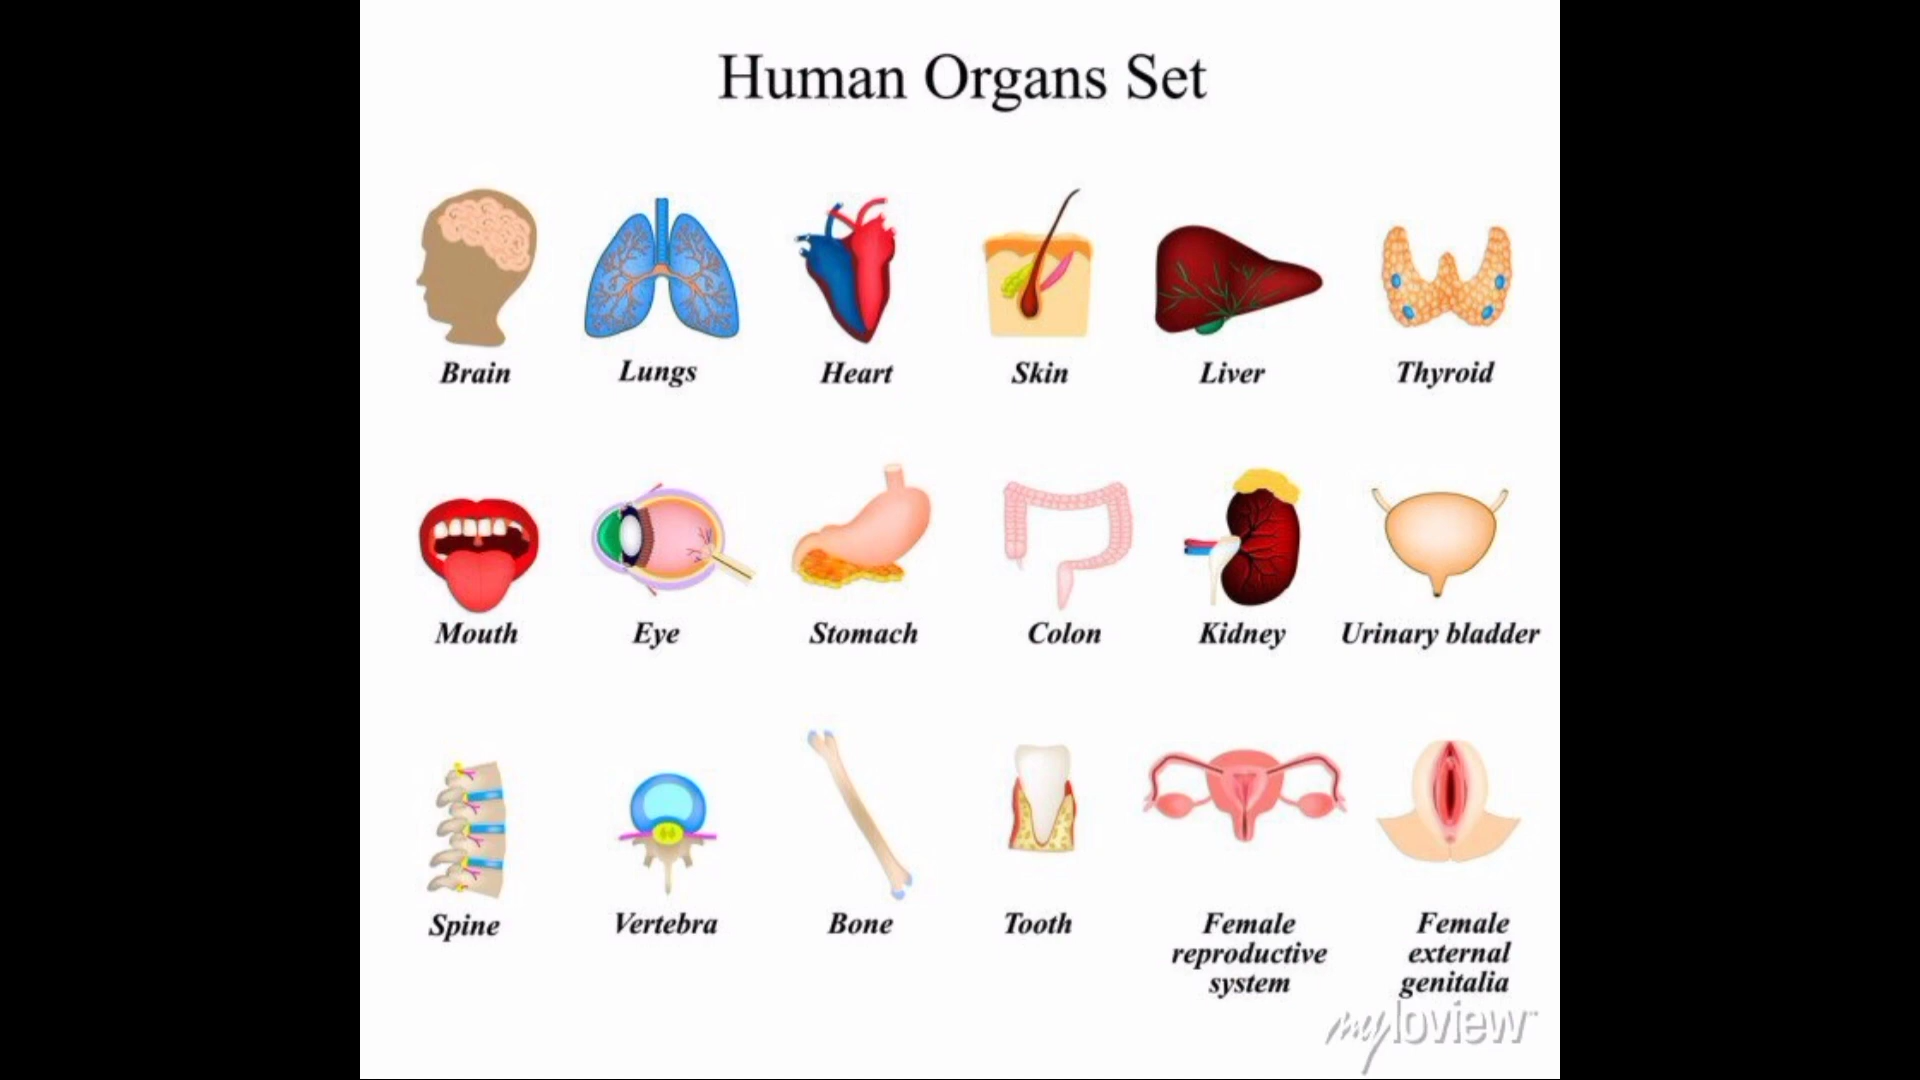 Human Organs Set
Brain
Lungs
Heart
Skin
Liver
Thyroid
Mouth
Eye
Stomach
Colon
Kidney
Urinary bladder
Spine
Vertebra
Bone
Tooth
Female
reproductive
system
Female
external
genitalia
myloview